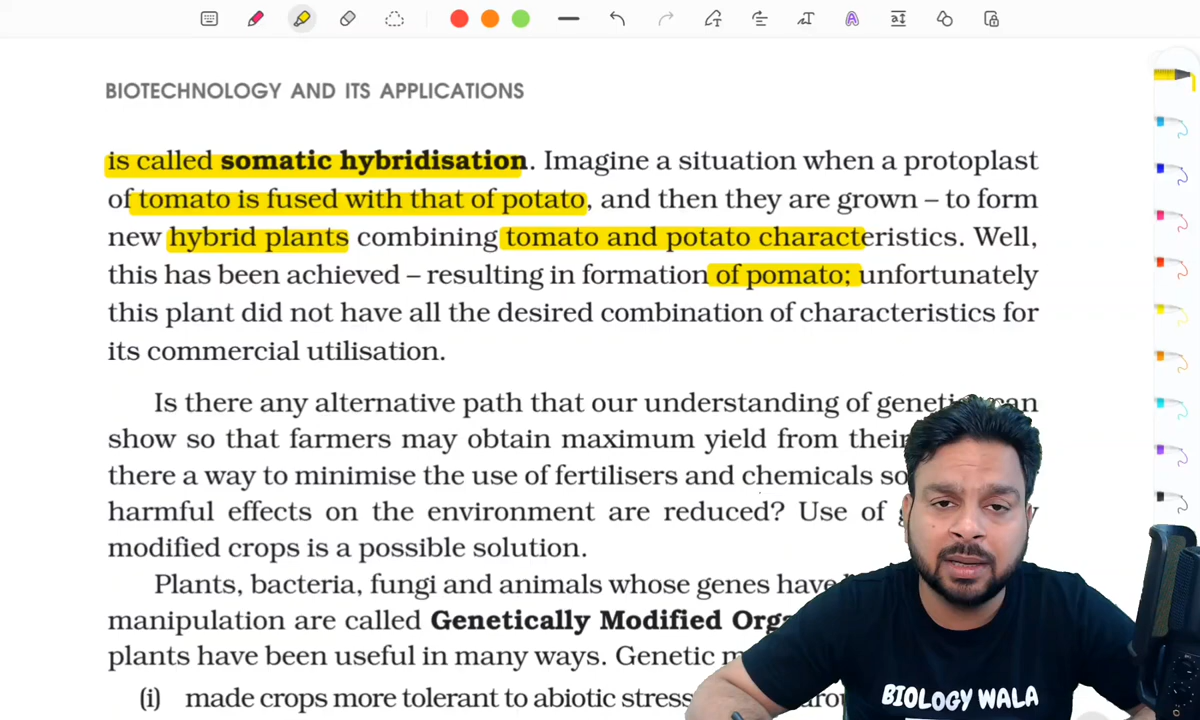 BIOTECHNOLOGY AND ITS APPLICATIONS
is called somatic hybridisation. Imagine a situation when a protoplast
of tomato is fused with that of potato, and then they are grown – to form
new hybrid plants combining tomato and potato characteristics. Well,
this has been achieved – resulting in formation of pomato; unfortunately
this plant did not have all the desired combination of characteristics for
its commercial utilisation.
Is there any alternative path that our understanding of genetics can
show so that farmers may obtain maximum yield from their
there a way to minimise the use of fertilisers and chemicals so
harmful effects on the environment are reduced? Use of
modified crops is a possible solution.
Plants, bacteria, fungi and animals whose genes have
manipulation are called Genetically Modified
plants have been useful in many ways. Genetic
(i) made crops more tolerant to abiotic
BIOLOGY WALA